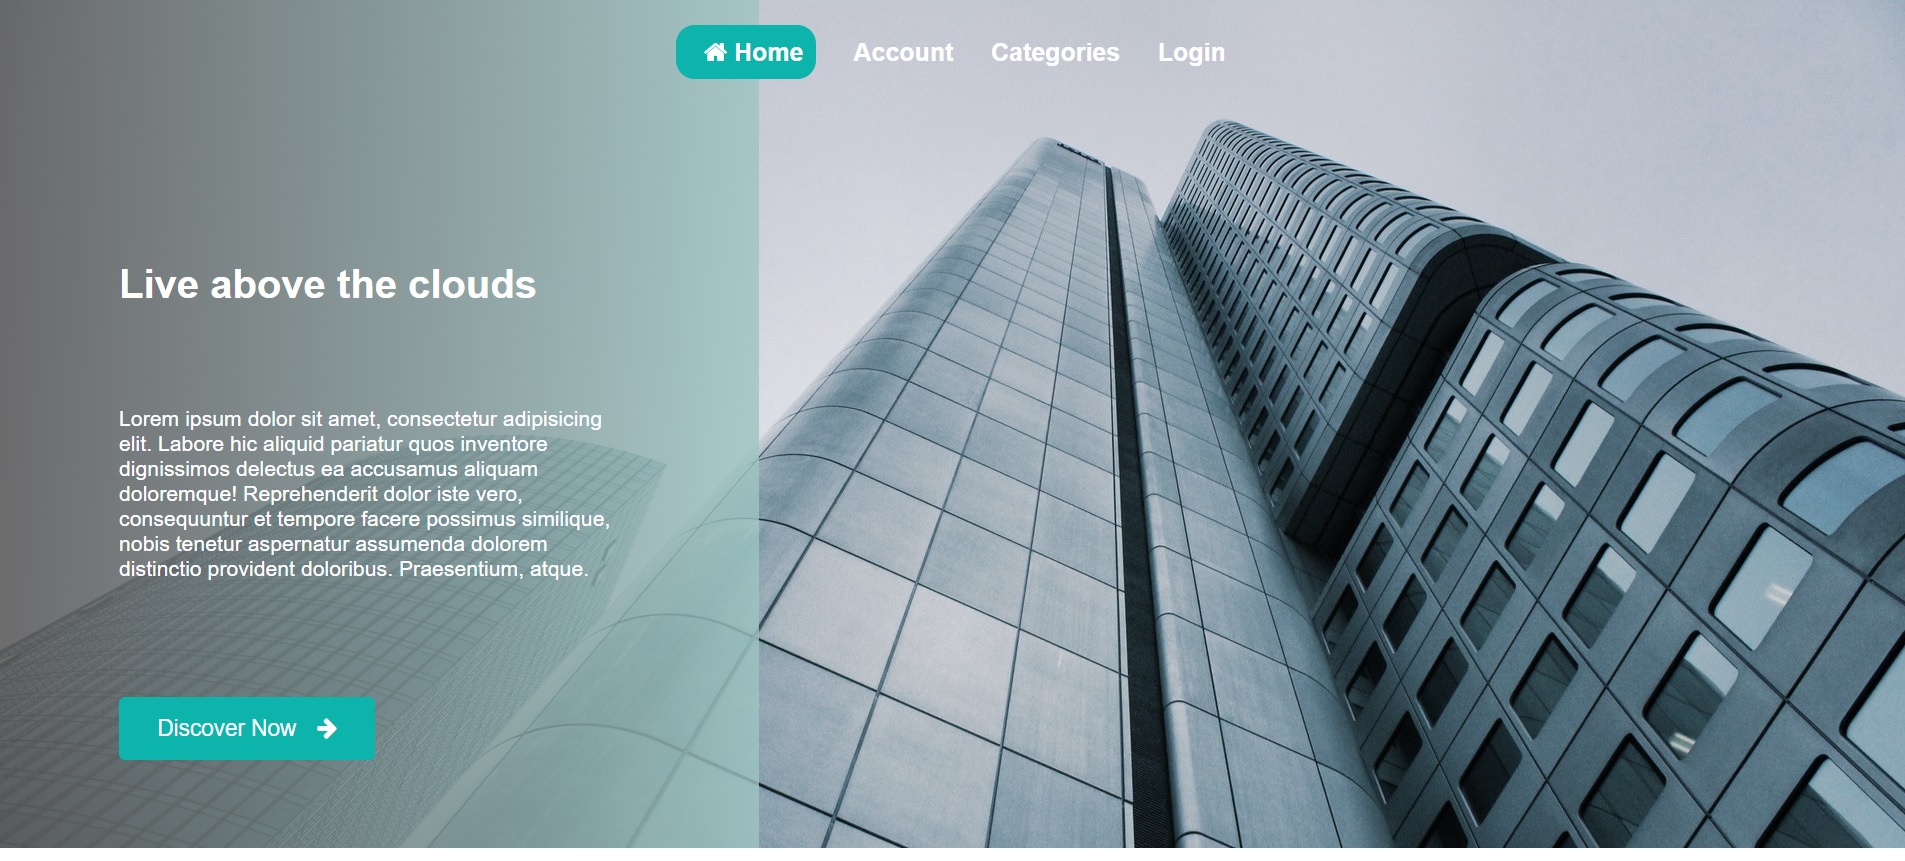 Home Account Categories Login
Live above the clouds
Lorem ipsum dolor sit amet, consectetur adipisicing
elit. Labore hic aliquid pariatur quos inventore
dignissimos delectus ea accusamus aliquam
doloremque! Reprehenderit dolor iste vero,
consequuntur et tempore facere possimus similique,
nobis tenetur aspernatur assumenda dolorem
distinctio provident doloribus. Praesentium, atque.
Discover Now